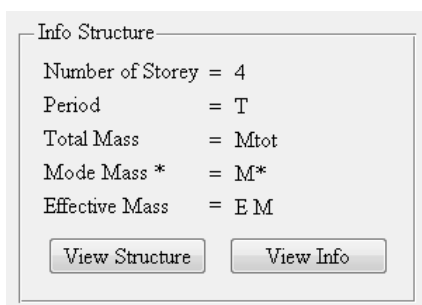 Info Structure
Number of Storey = 4
Period = T
Total Mass = Mtot
Mode Mass * = M*
Effective Mass = E M
View Structure View Info